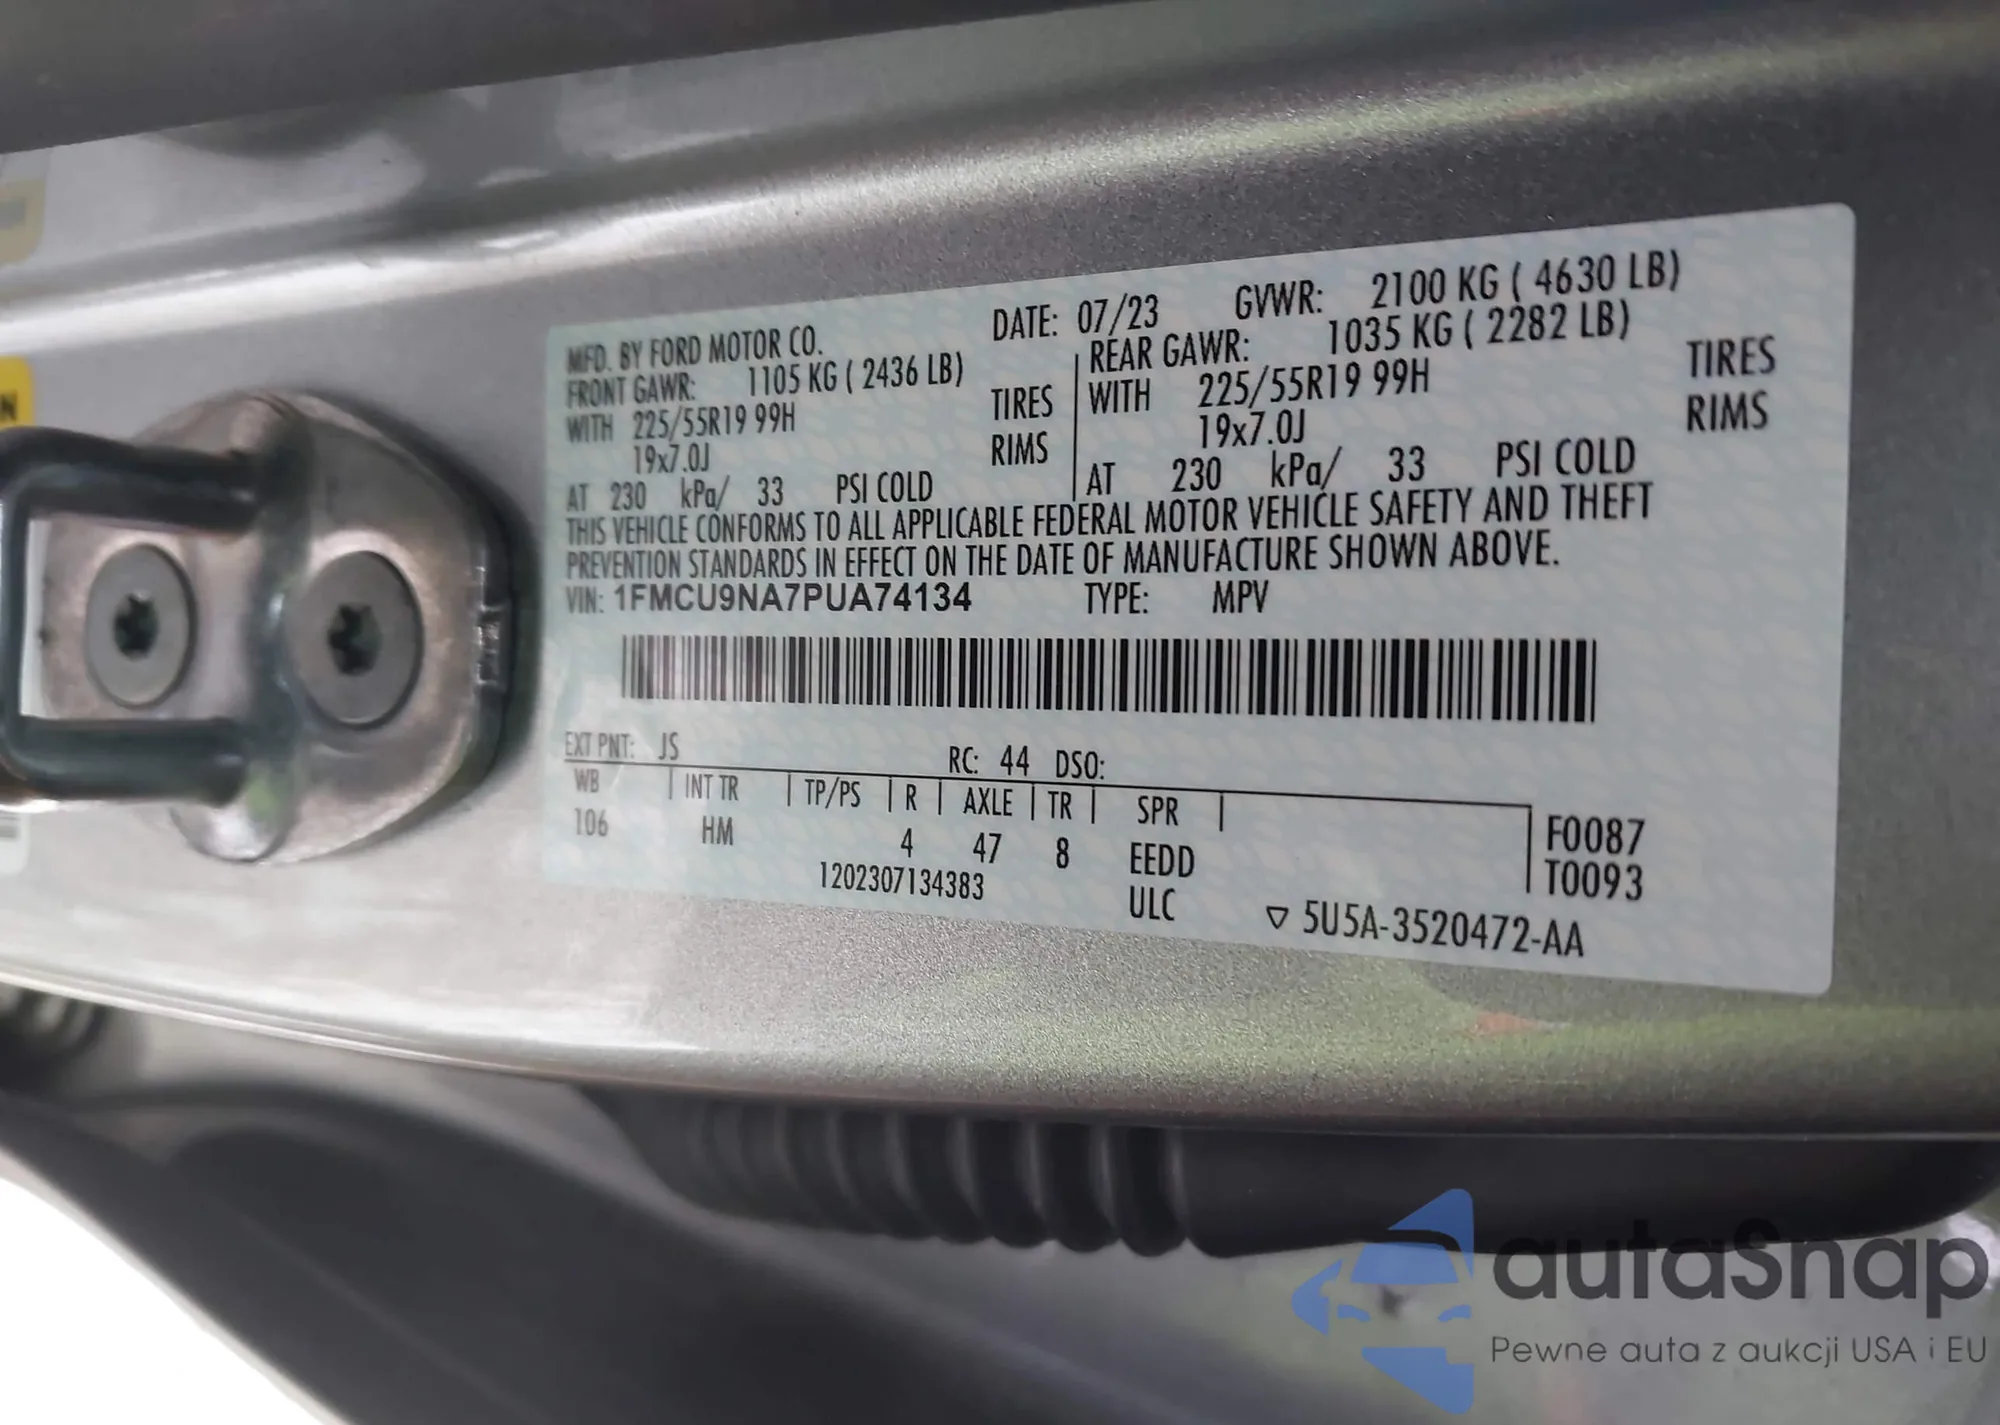 MFD. BY FORD MOTOR CO. DATE: 07/23 GVWR: 2100 KG ( 4630 LB)
FRONT GAWR: 1105 KG ( 2436 LB) REAR GAWR: 1035 KG ( 2282 LB)
WITH 225/55R19 99H TIRES WITH 225/55R19 99H TIRES
19x7.0J RIMS 19x7.0J RIMS
AT 230 kPa/ 33 PSI COLD AT 230 kPa/ 33 PSI COLD
THIS VEHICLE CONFORMS TO ALL APPLICABLE FEDERAL MOTOR VEHICLE SAFETY AND THEFT
PREVENTION STANDARDS IN EFFECT ON THE DATE OF MANUFACTURE SHOWN ABOVE.
VIN: 1FMCU9NA7PUA74134 TYPE: MPV
EXT PNT: JS RC: 44 DSO:
WB INT TR TP/PS R AXLE TR SPR F0087
106 HM 4 47 8 EEDD T0093
1202307134383 ULC
5U5A-3520472-AA
N
autaSnap
Pewne auta z aukcji USA i EU